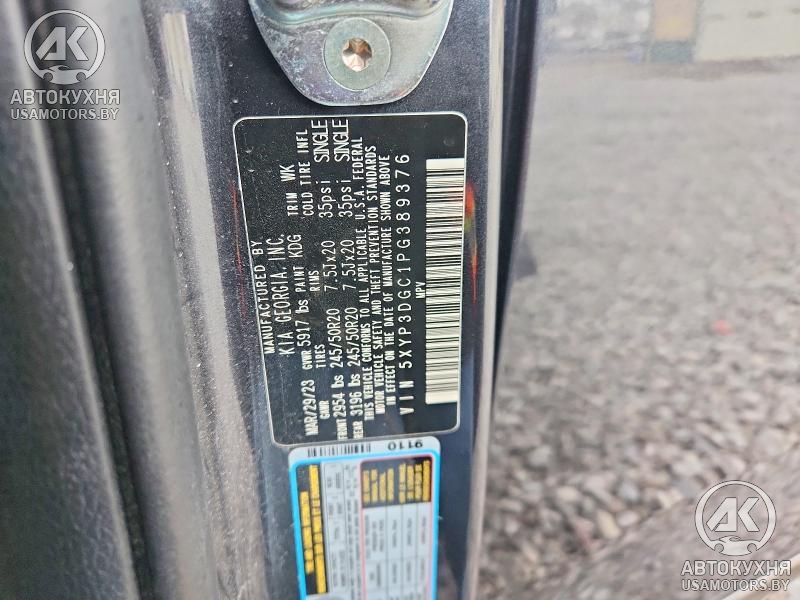 АВТОКУХНЯ
USAMOTORS.BY
MANUFACTURED BY
KIA GEORGIA, INC.
MAR/29/23 GVWR 5917 lbs PAINT KDG TRIM WK
GAWR TIRES RIMS COLD TIRE INFL
FRONT 2954 lbs 245/50R20 7.5Jx20 35psi SINGLE
REAR 3196 lbs 245/50R20 7.5Jx20 35psi SINGLE
THIS VEHICLE CONFORMS TO ALL APPLICABLE U.S.A. FEDERAL
MOTOR VEHICLE SAFETY AND THEFT PREVENTION STANDARDS
IN EFFECT ON THE DATE OF MANUFACTURE SHOWN ABOVE
VIN 5XYP3DGC1PG389376
MPV
9110
АВТОКУХНЯ
USAMOTORS.BY